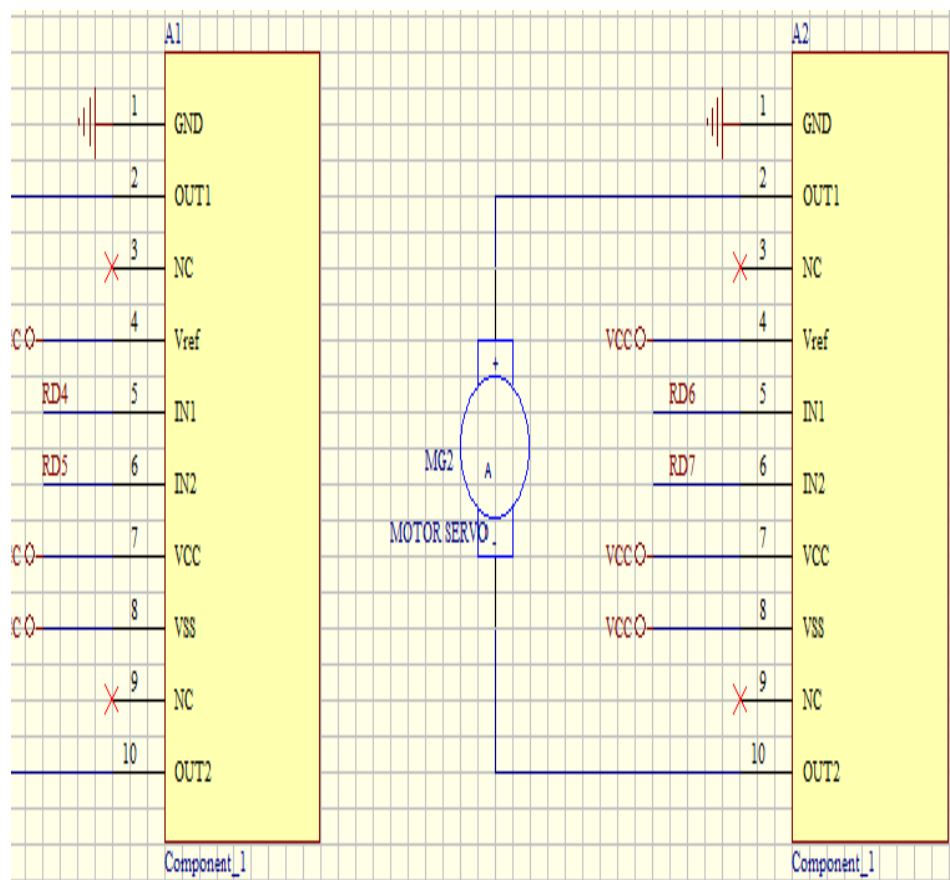 A1
1 GND
2 OUT1
3 NC
4 Vref
RD4 5 IN1
RD5 6 IN2
7 VCC
8 VSS
9 NC
10 OUT2
Component_1
+
MG2
A
MOTOR SERVO
-
A2
1 GND
2 OUT1
3 NC
VCC 4 Vref
RD6 5 IN1
RD7 6 IN2
VCC 7 VCC
VCC 8 VSS
9 NC
10 OUT2
Component_1